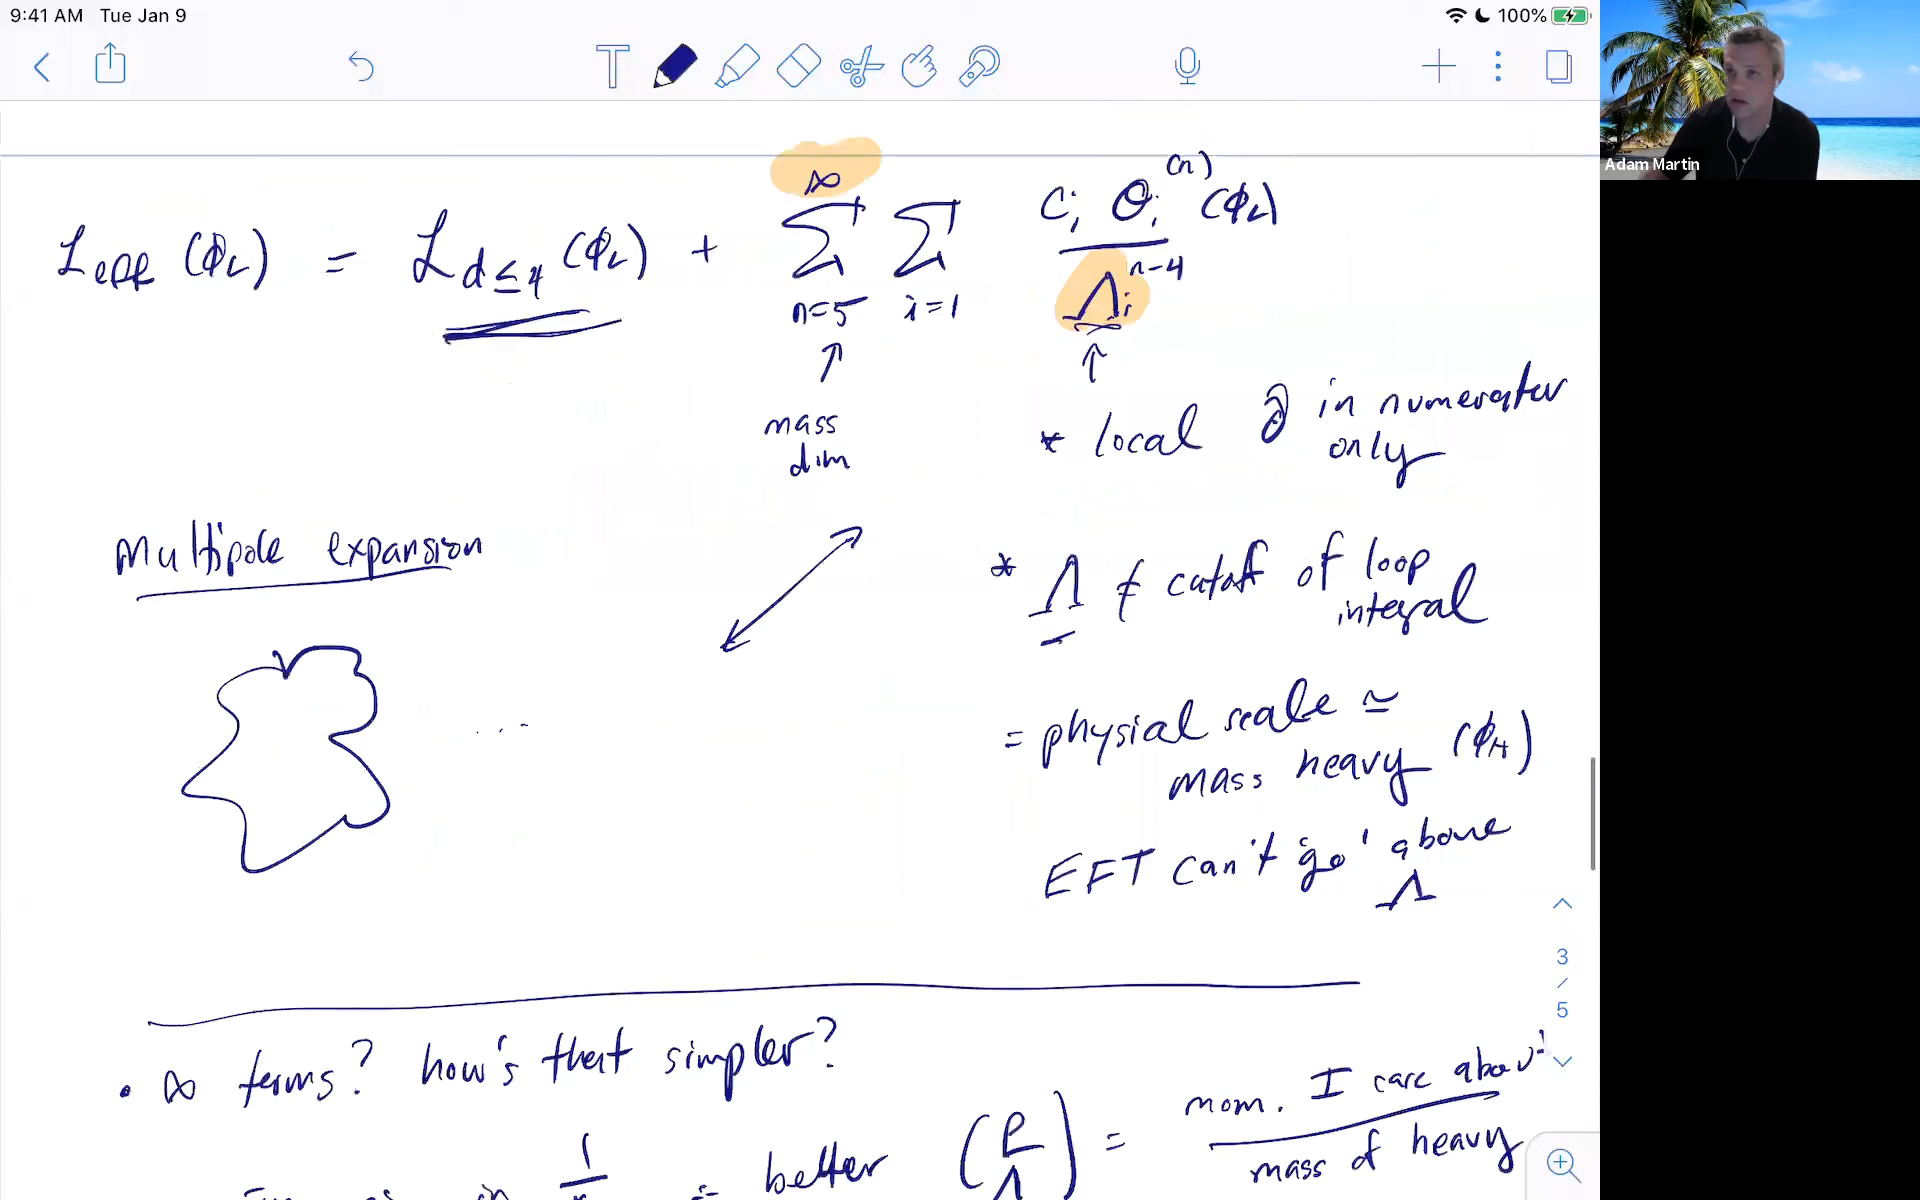 9:41 AM Tue Jan 9
100%
Adam Martin
L_eff (ϕ_L) = L_{d≤4} (ϕ_L) + ∑_{n=5}^{∞} ∑_{i=1} C_i O_i^{(n)} (ϕ_L) / Λ_i^{n-4}
↑ mass dim
↑
* local ∂ in numerator only
Multipole expansion
* Λ ≠ cutoff of loop integral
= physial scale ≃ mass heavy (ϕ_H)
EFT can't 'go' above Λ
• ∞ terms? how's that simpler?
better (P/Λ) = mom. I care about / mass of heavy
3 / 5